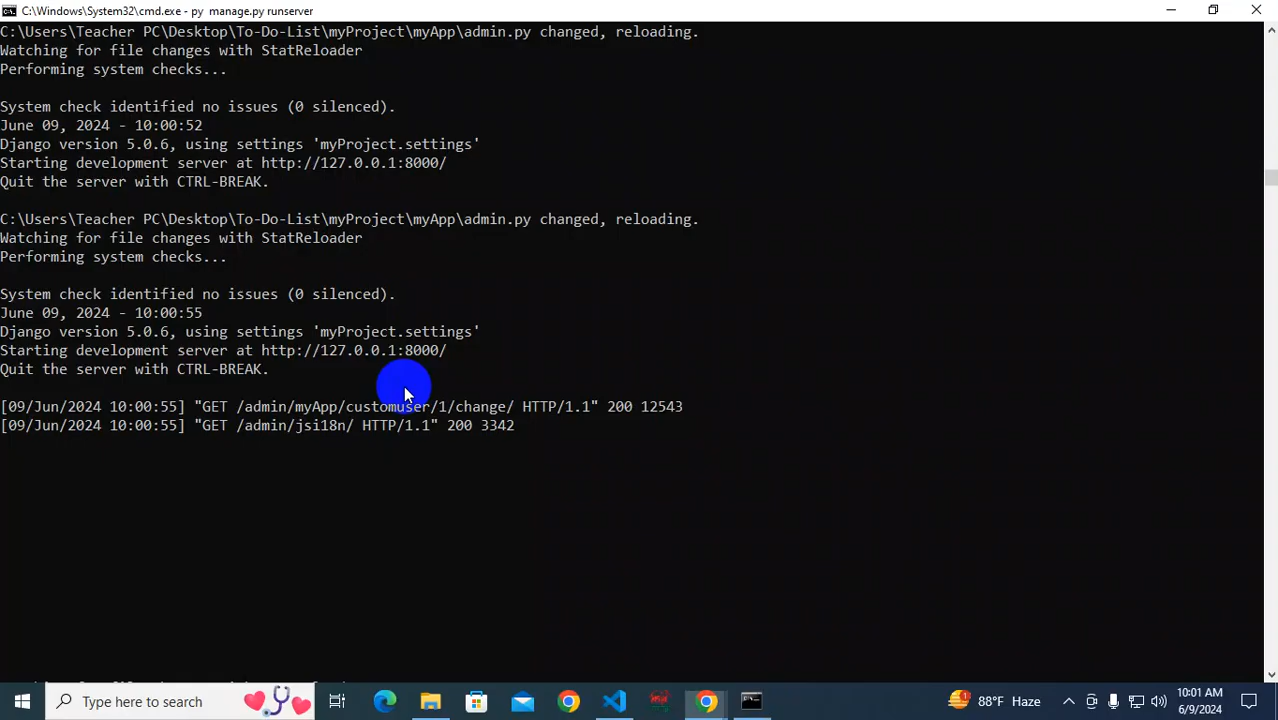 C:\Windows\System32\cmd.exe - py manage.py runserver
C:\Users\Teacher PC\Desktop\To-Do-List\myProject\myApp\admin.py changed, reloading.
Watching for file changes with StatReloader
Performing system checks...
System check identified no issues (0 silenced).
June 09, 2024 - 10:00:52
Django version 5.0.6, using settings 'myProject.settings'
Starting development server at http://127.0.0.1:8000/
Quit the server with CTRL-BREAK.
C:\Users\Teacher PC\Desktop\To-Do-List\myProject\myApp\admin.py changed, reloading.
Watching for file changes with StatReloader
Performing system checks...
System check identified no issues (0 silenced).
June 09, 2024 - 10:00:55
Django version 5.0.6, using settings 'myProject.settings'
Starting development server at http://127.0.0.1:8000/
Quit the server with CTRL-BREAK.
[09/Jun/2024 10:00:55] "GET /admin/myApp/customuser/1/change/ HTTP/1.1" 200 12543
[09/Jun/2024 10:00:55] "GET /admin/jsi18n/ HTTP/1.1" 200 3342
Type here to search
88°F Haze
10:01 AM
6/9/2024